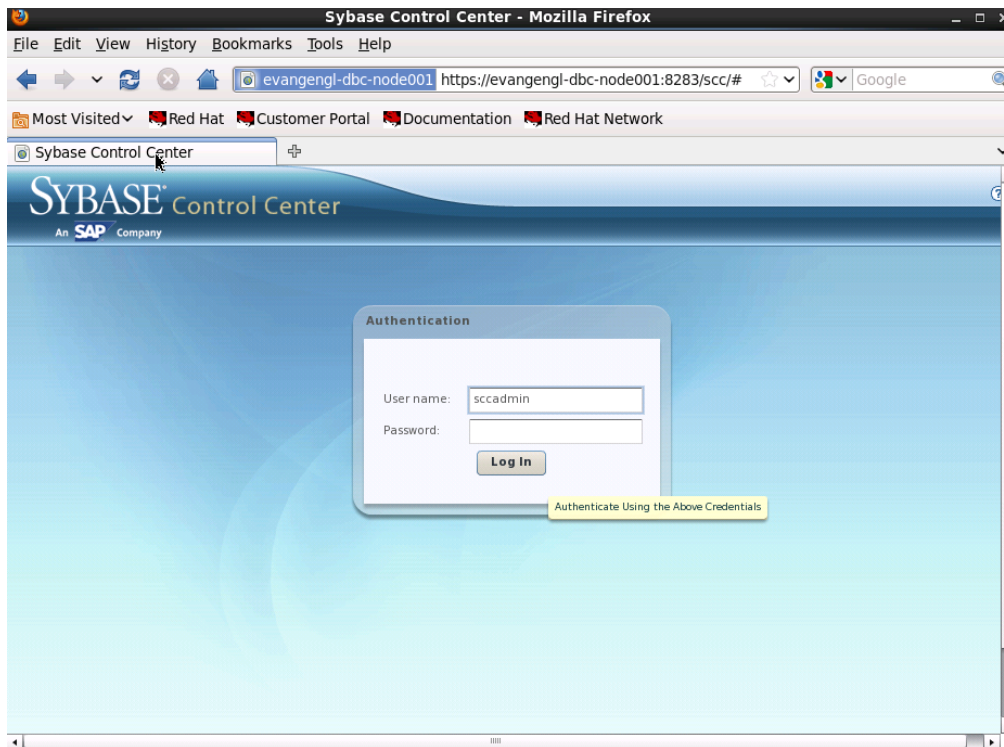 Sybase Control Center - Mozilla Firefox
File Edit View History Bookmarks Tools Help
evangengl-dbc-node001 https://evangengl-dbc-node001:8283/scc/# Google
Most Visited Red Hat Customer Portal Documentation Red Hat Network
Sybase Control Center
SYBASE Control Center
An SAP Company
Authentication
User name: sccadmin
Password:
Log In
Authenticate Using the Above Credentials